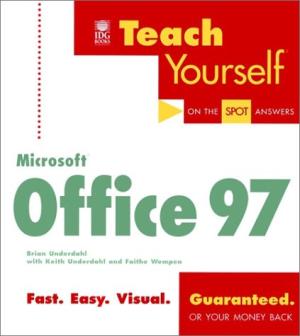 IDG
BOOKS
Teach
Yourself®
ON THE SPOT ANSWERS
Microsoft®
Office 97
Brian Underdahl
with Keith Underdahl and Faithe Wempen
Fast. Easy. Visual. Guaranteed.
OR YOUR MONEY BACK